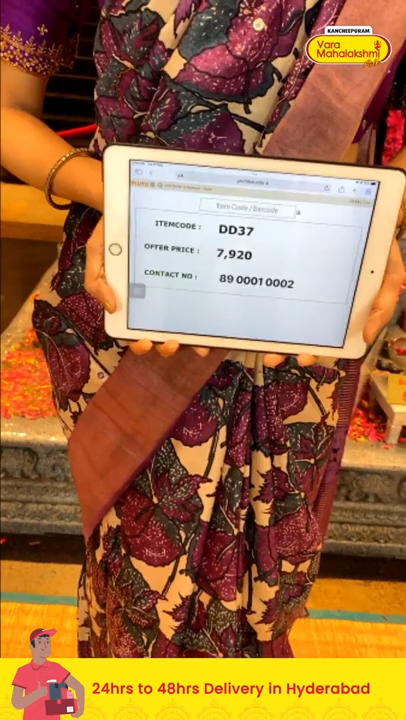 KANCHEEPURAM
Vara
Mahalakshmi
Item Code / Barcode
ITEMCODE : DD37
OFFER PRICE : 7,920
CONTACT NO : 89 0001 0002
24hrs to 48hrs Delivery in Hyderabad